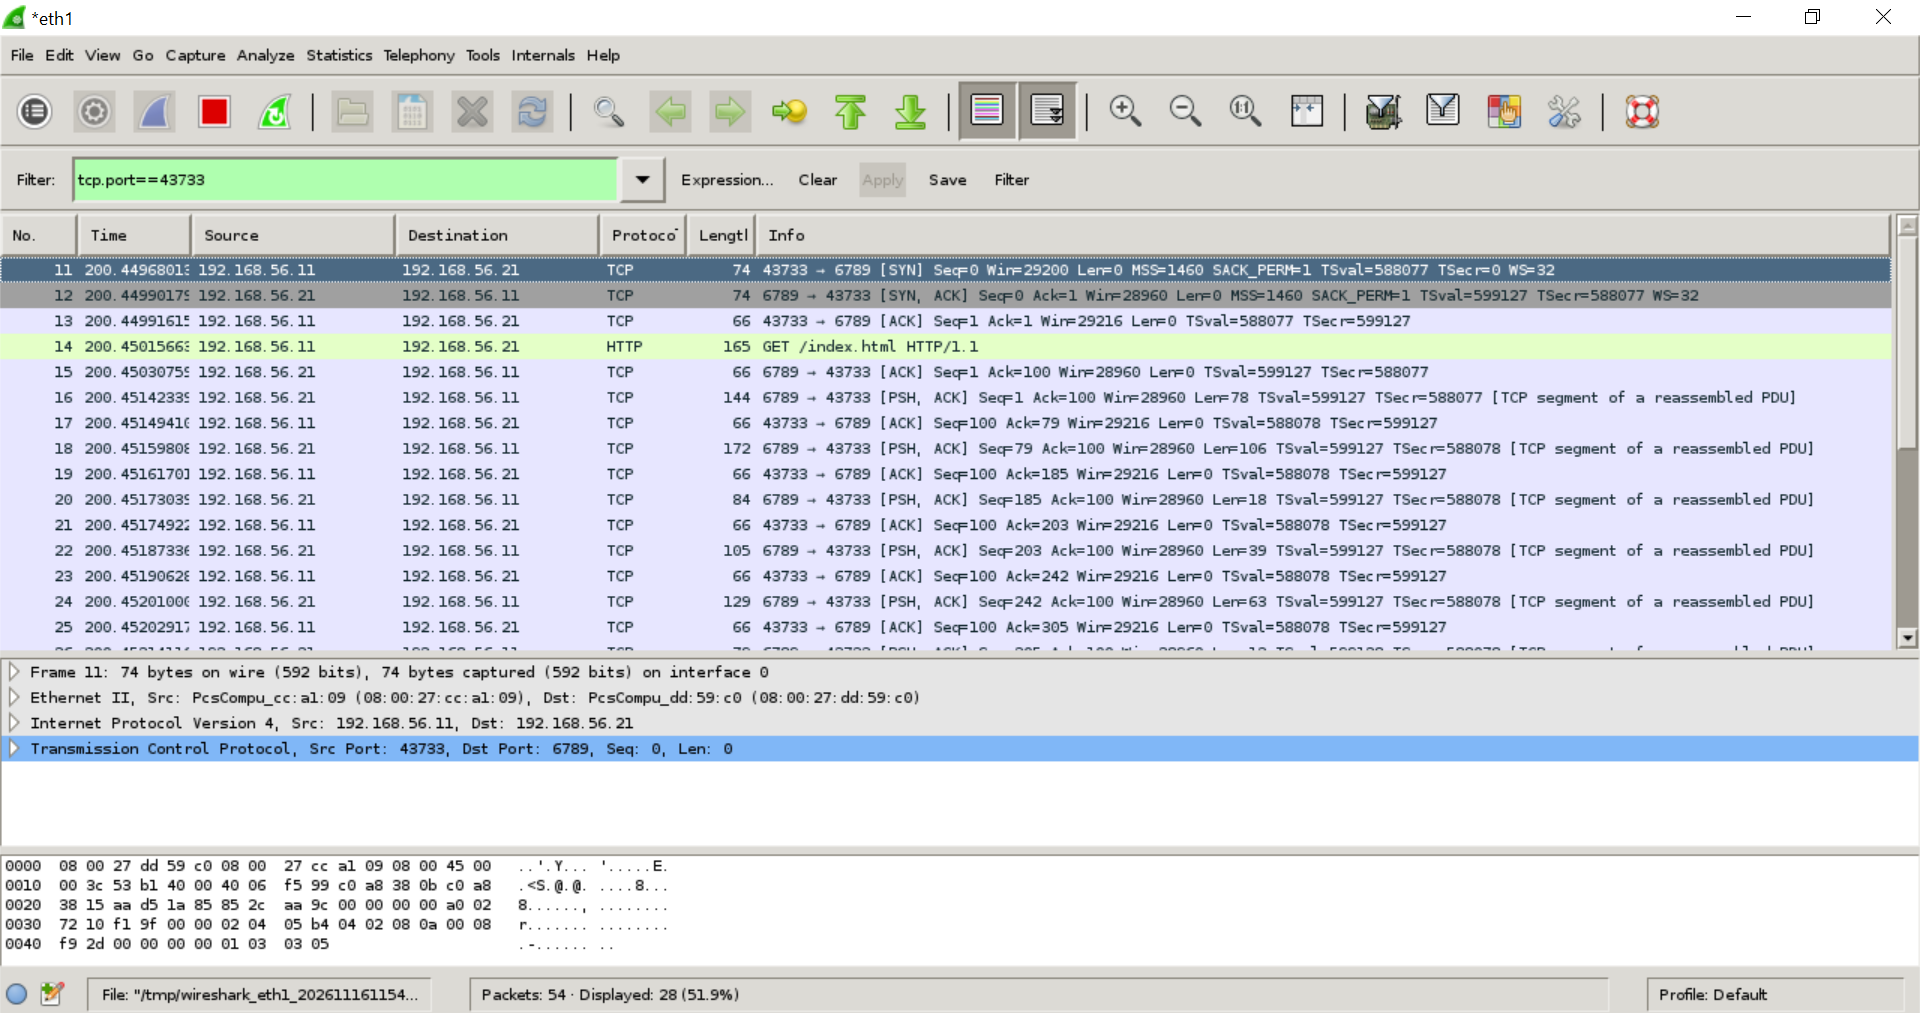 *eth1
File Edit View Go Capture Analyze Statistics Telephony Tools Internals Help
Filter: tcp.port==43733 Expression... Clear Apply Save Filter
No. Time Source Destination Protoco Lengtl Info
11 200.44968013 192.168.56.11 192.168.56.21 TCP 74 43733 → 6789 [SYN] Seq=0 Win=29200 Len=0 MSS=1460 SACK_PERM=1 TSval=588077 TSecr=0 WS=32
12 200.44990179 192.168.56.21 192.168.56.11 TCP 74 6789 → 43733 [SYN, ACK] Seq=0 Ack=1 Win=28960 Len=0 MSS=1460 SACK_PERM=1 TSval=599127 TSecr=588077 WS=32
13 200.44991615 192.168.56.11 192.168.56.21 TCP 66 43733 → 6789 [ACK] Seq=1 Ack=1 Win=29216 Len=0 TSval=588077 TSecr=599127
14 200.45015663 192.168.56.11 192.168.56.21 HTTP 165 GET /index.html HTTP/1.1
15 200.45030759 192.168.56.21 192.168.56.11 TCP 66 6789 → 43733 [ACK] Seq=1 Ack=100 Win=28960 Len=0 TSval=599127 TSecr=588077
16 200.45142339 192.168.56.21 192.168.56.11 TCP 144 6789 → 43733 [PSH, ACK] Seq=1 Ack=100 Win=28960 Len=78 TSval=599127 TSecr=588077 [TCP segment of a reassembled PDU]
17 200.45149410 192.168.56.11 192.168.56.21 TCP 66 43733 → 6789 [ACK] Seq=100 Ack=79 Win=29216 Len=0 TSval=588078 TSecr=599127
18 200.45159808 192.168.56.21 192.168.56.11 TCP 172 6789 → 43733 [PSH, ACK] Seq=79 Ack=100 Win=28960 Len=106 TSval=599127 TSecr=588078 [TCP segment of a reassembled PDU]
19 200.45161701 192.168.56.11 192.168.56.21 TCP 66 43733 → 6789 [ACK] Seq=100 Ack=185 Win=29216 Len=0 TSval=588078 TSecr=599127
20 200.45173039 192.168.56.21 192.168.56.11 TCP 84 6789 → 43733 [PSH, ACK] Seq=185 Ack=100 Win=28960 Len=18 TSval=599127 TSecr=588078 [TCP segment of a reassembled PDU]
21 200.45174922 192.168.56.11 192.168.56.21 TCP 66 43733 → 6789 [ACK] Seq=100 Ack=203 Win=29216 Len=0 TSval=588078 TSecr=599127
22 200.45187336 192.168.56.21 192.168.56.11 TCP 105 6789 → 43733 [PSH, ACK] Seq=203 Ack=100 Win=28960 Len=39 TSval=599127 TSecr=588078 [TCP segment of a reassembled PDU]
23 200.45190628 192.168.56.11 192.168.56.21 TCP 66 43733 → 6789 [ACK] Seq=100 Ack=242 Win=29216 Len=0 TSval=588078 TSecr=599127
24 200.45201000 192.168.56.21 192.168.56.11 TCP 129 6789 → 43733 [PSH, ACK] Seq=242 Ack=100 Win=28960 Len=63 TSval=599127 TSecr=588078 [TCP segment of a reassembled PDU]
25 200.45202917 192.168.56.11 192.168.56.21 TCP 66 43733 → 6789 [ACK] Seq=100 Ack=305 Win=29216 Len=0 TSval=588078 TSecr=599127
Frame 11: 74 bytes on wire (592 bits), 74 bytes captured (592 bits) on interface 0
Ethernet II, Src: PcsCompu_cc:a1:09 (08:00:27:cc:a1:09), Dst: PcsCompu_dd:59:c0 (08:00:27:dd:59:c0)
Internet Protocol Version 4, Src: 192.168.56.11, Dst: 192.168.56.21
Transmission Control Protocol, Src Port: 43733, Dst Port: 6789, Seq: 0, Len: 0
0000 08 00 27 dd 59 c0 08 00 27 cc a1 09 08 00 45 00 ..'.Y... '.....E.
0010 00 3c 53 b1 40 00 40 06 f5 99 c0 a8 38 0b c0 a8 .<S.@.@. ....8...
0020 38 15 aa d5 1a 85 85 2c aa 9c 00 00 00 00 a0 02 8......, ........
0030 72 10 f1 9f 00 00 02 04 05 b4 04 02 08 0a 00 08 r....... ........
0040 f9 2d 00 00 00 00 01 03 03 05 .-...... ..
File: "/tmp/wireshark_eth1_202611161154... Packets: 54 · Displayed: 28 (51.9%) Profile: Default